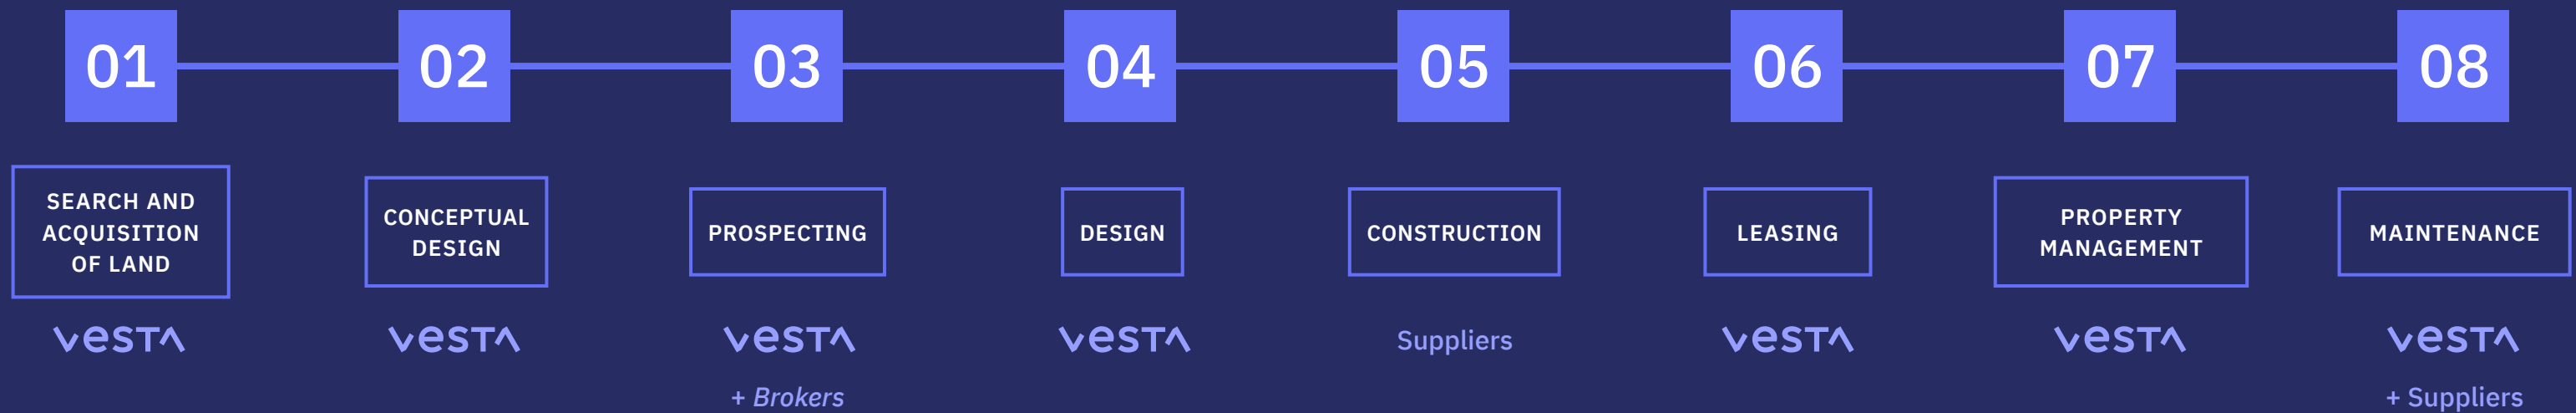 01 02 03 04 05 06 07 08
SEARCH AND
ACQUISITION
OF LAND
CONCEPTUAL
DESIGN
PROSPECTING
DESIGN
CONSTRUCTION
LEASING
PROPERTY
MANAGEMENT
MAINTENANCE
vesta vesta vesta vesta Suppliers vesta vesta vesta
+ Brokers + Suppliers